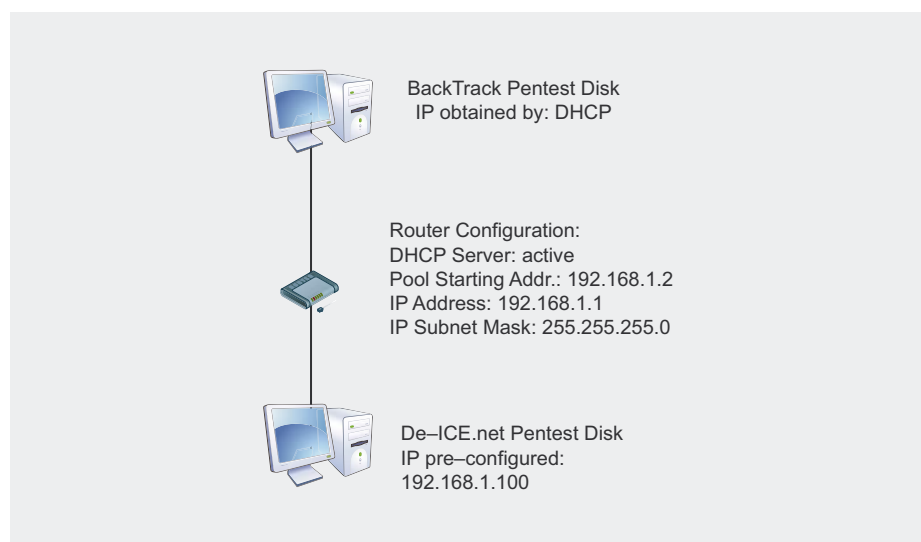 BackTrack Pentest Disk
IP obtained by: DHCP
Router Configuration:
DHCP Server: active
Pool Starting Addr.: 192.168.1.2
IP Address: 192.168.1.1
IP Subnet Mask: 255.255.255.0
De–ICE.net Pentest Disk
IP pre–configured:
192.168.1.100